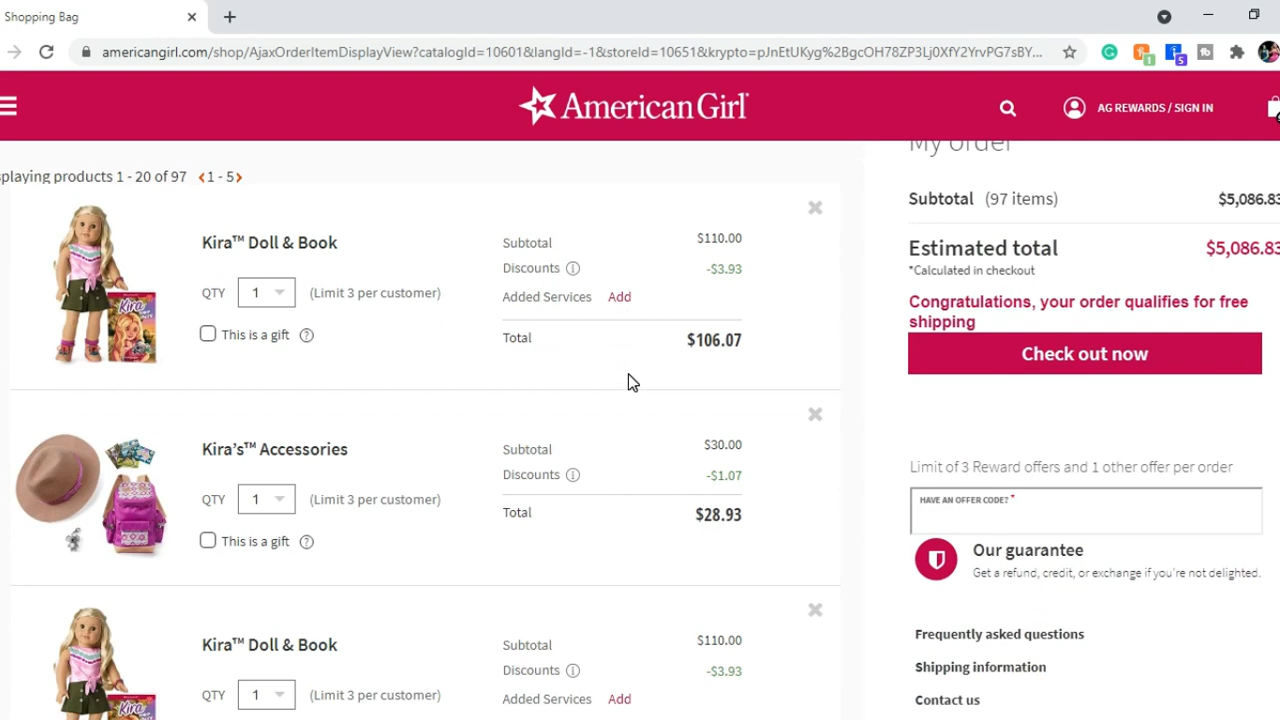 Shopping Bag
americangirl.com/shop/AjaxOrderItemDisplayView?catalogId=10601&langId=-1&storeId=10651&krypto=pJnEtUKyg%2BgcOH78ZP3Lj0XfY2YrvPG7sBY...
1
5
AmericanGirl®
AG REWARDS / SIGN IN
My order
splaying products 1 - 20 of 97 1 - 5
Subtotal (97 items) $5,086.83
Estimated total $5,086.83
*Calculated in checkout
Congratulations, your order qualifies for free
shipping
Check out now
Limit of 3 Reward offers and 1 other offer per order
HAVE AN OFFER CODE? *
Our guarantee
Get a refund, credit, or exchange if you're not delighted.
Frequently asked questions
Shipping information
Contact us
Kira™ Doll & Book
QTY 1 (Limit 3 per customer)
This is a gift ?
Subtotal $110.00
Discounts -$3.93
Added Services Add
Total $106.07
Kira's™ Accessories
QTY 1 (Limit 3 per customer)
This is a gift ?
Subtotal $30.00
Discounts -$1.07
Total $28.93
Kira™ Doll & Book
QTY 1 (Limit 3 per customer)
Subtotal $110.00
Discounts -$3.93
Added Services Add
Kira
Kira